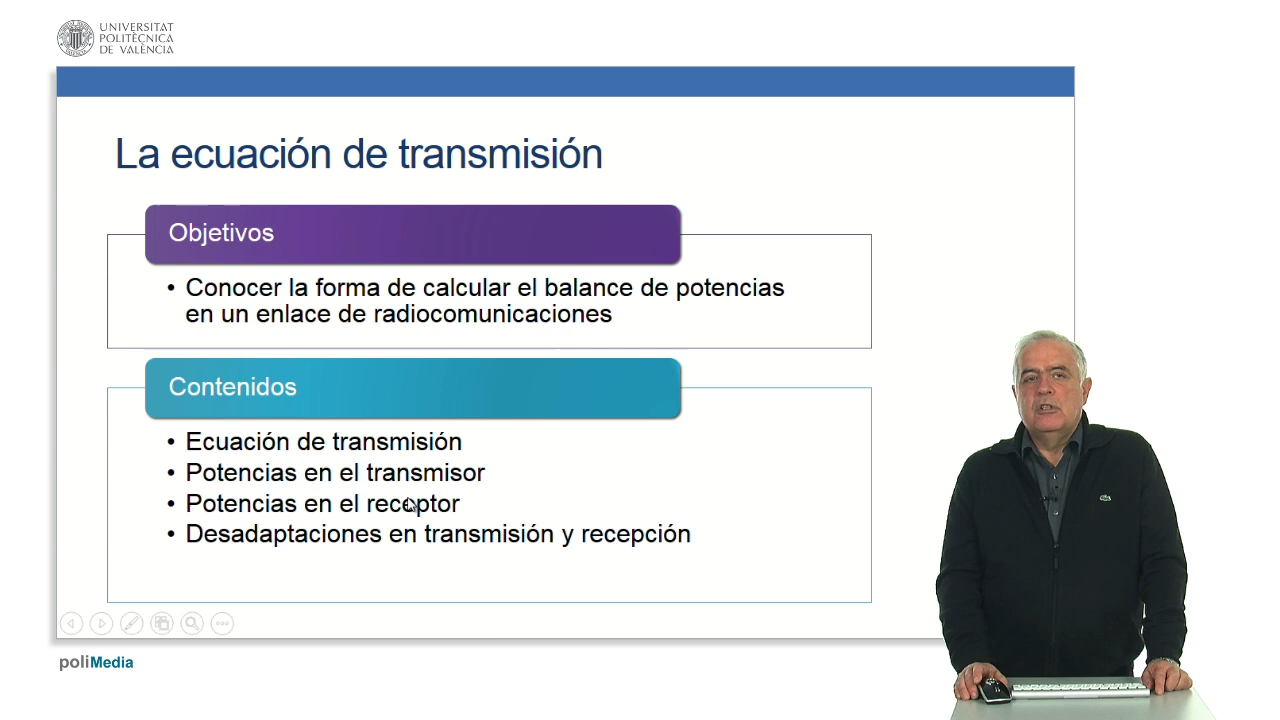 UNIVERSITAT
POLITÈCNICA
DE VALÈNCIA
La ecuación de transmisión
Objetivos
• Conocer la forma de calcular el balance de potencias
en un enlace de radiocomunicaciones
Contenidos
• Ecuación de transmisión
• Potencias en el transmisor
• Potencias en el receptor
• Desadaptaciones en transmisión y recepción
poliMedia